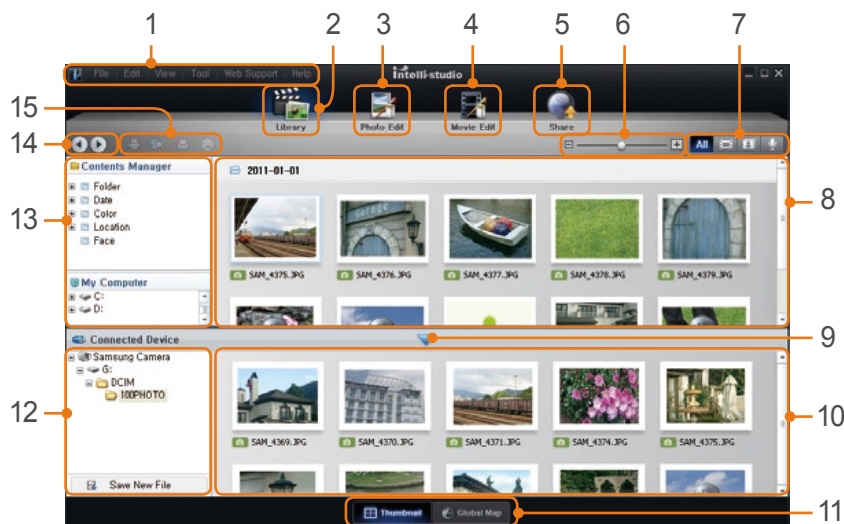 1 2 3 4 5 6 7
File Edit View Tool Web Support Help
intelli-studio
Library Photo Edit Movie Edit Share
15
14
All
Contents Manager
2011-01-01
Folder
Date
Color
Location
Face
13
8
SAM_4375.JPG SAM_4376.JPG SAM_4377.JPG SAM_4378.JPG SAM_4379.JPG
My Computer
C:
D:
Connected Device
9
Samsung Camera
G:
DCIM
100PHOTO
12
10
SAM_4369.JPG SAM_4370.JPG SAM_4371.JPG SAM_4374.JPG SAM_4375.JPG
Save New File
Thumbnail Global Map
11